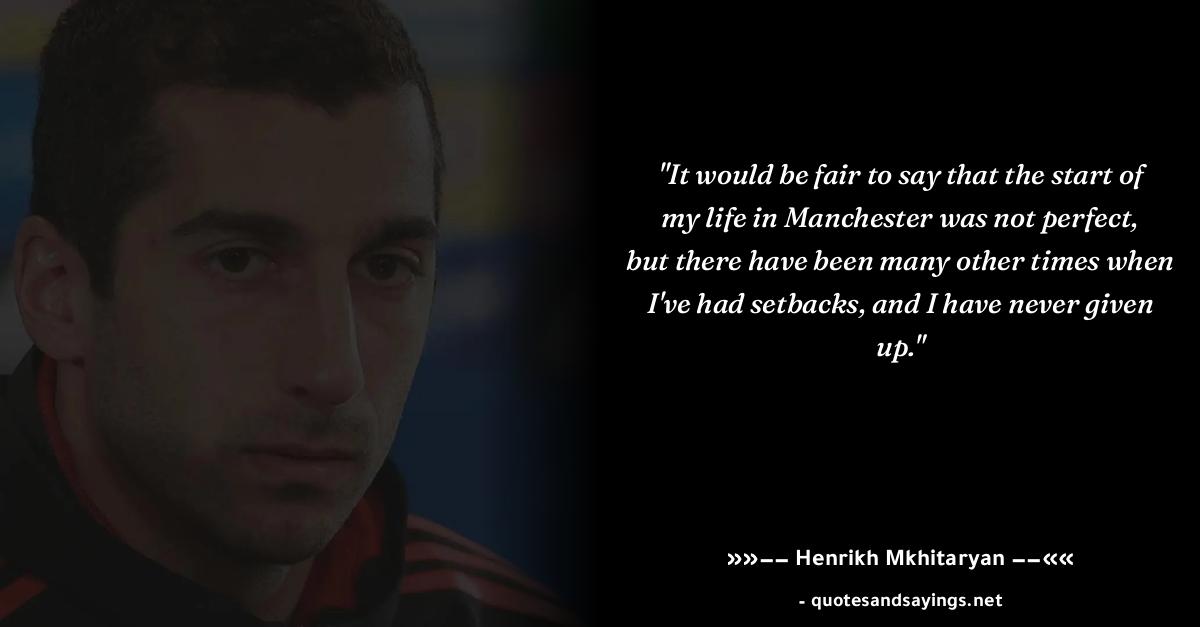 "It would be fair to say that the start of
my life in Manchester was not perfect,
but there have been many other times when
I've had setbacks, and I have never given
up."
»»−− Henrikh Mkhitaryan −−««
- quotesandsayings.net